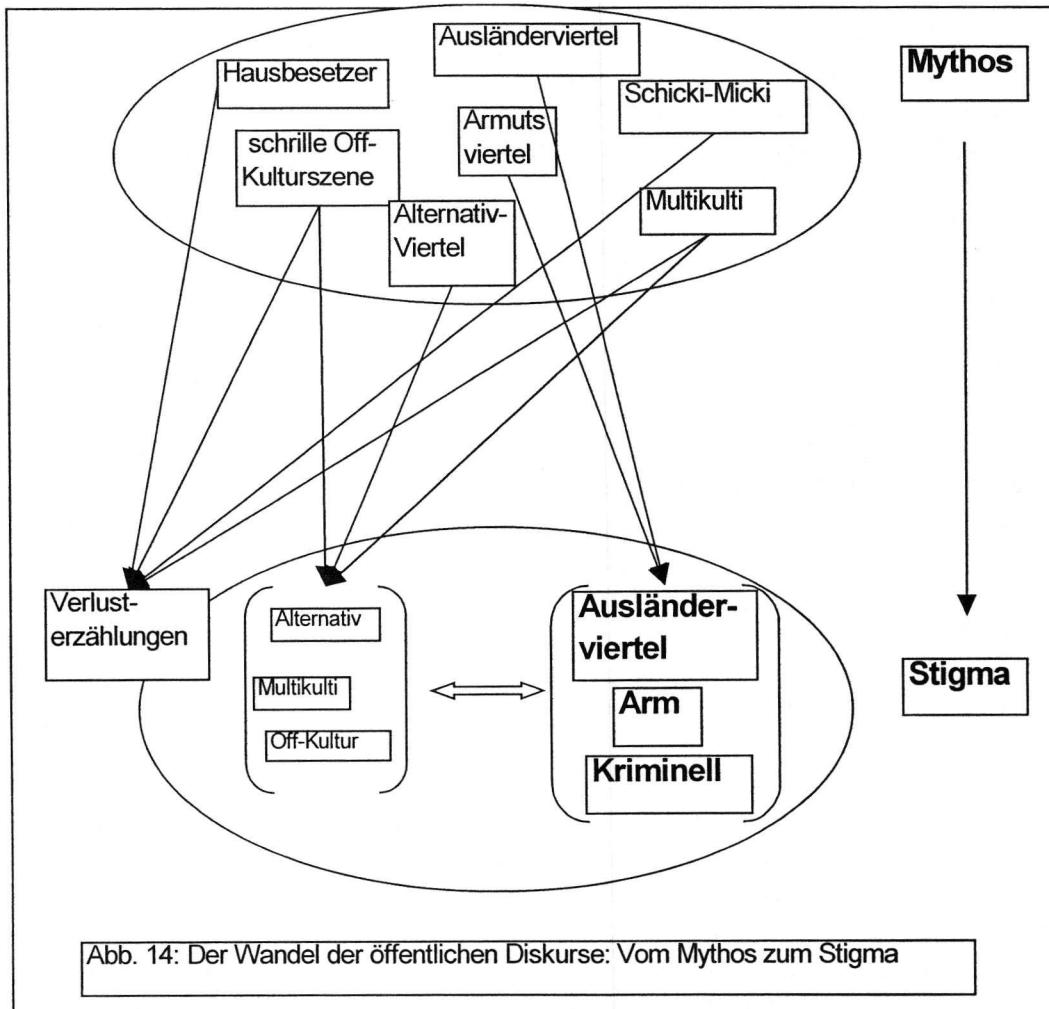 Ausländerviertel
Mythos
Hausbesetzer
Schicki-Micki
Armuts
viertel
schrille Off-
Kulturszene
Multikulti
Alternativ-
Viertel
Verlust-
erzählungen
Alternativ
Multikulti
Off-Kultur
Ausländer-
viertel
Arm
Kriminell
Stigma
Abb. 14: Der Wandel der öffentlichen Diskurse: Vom Mythos zum Stigma